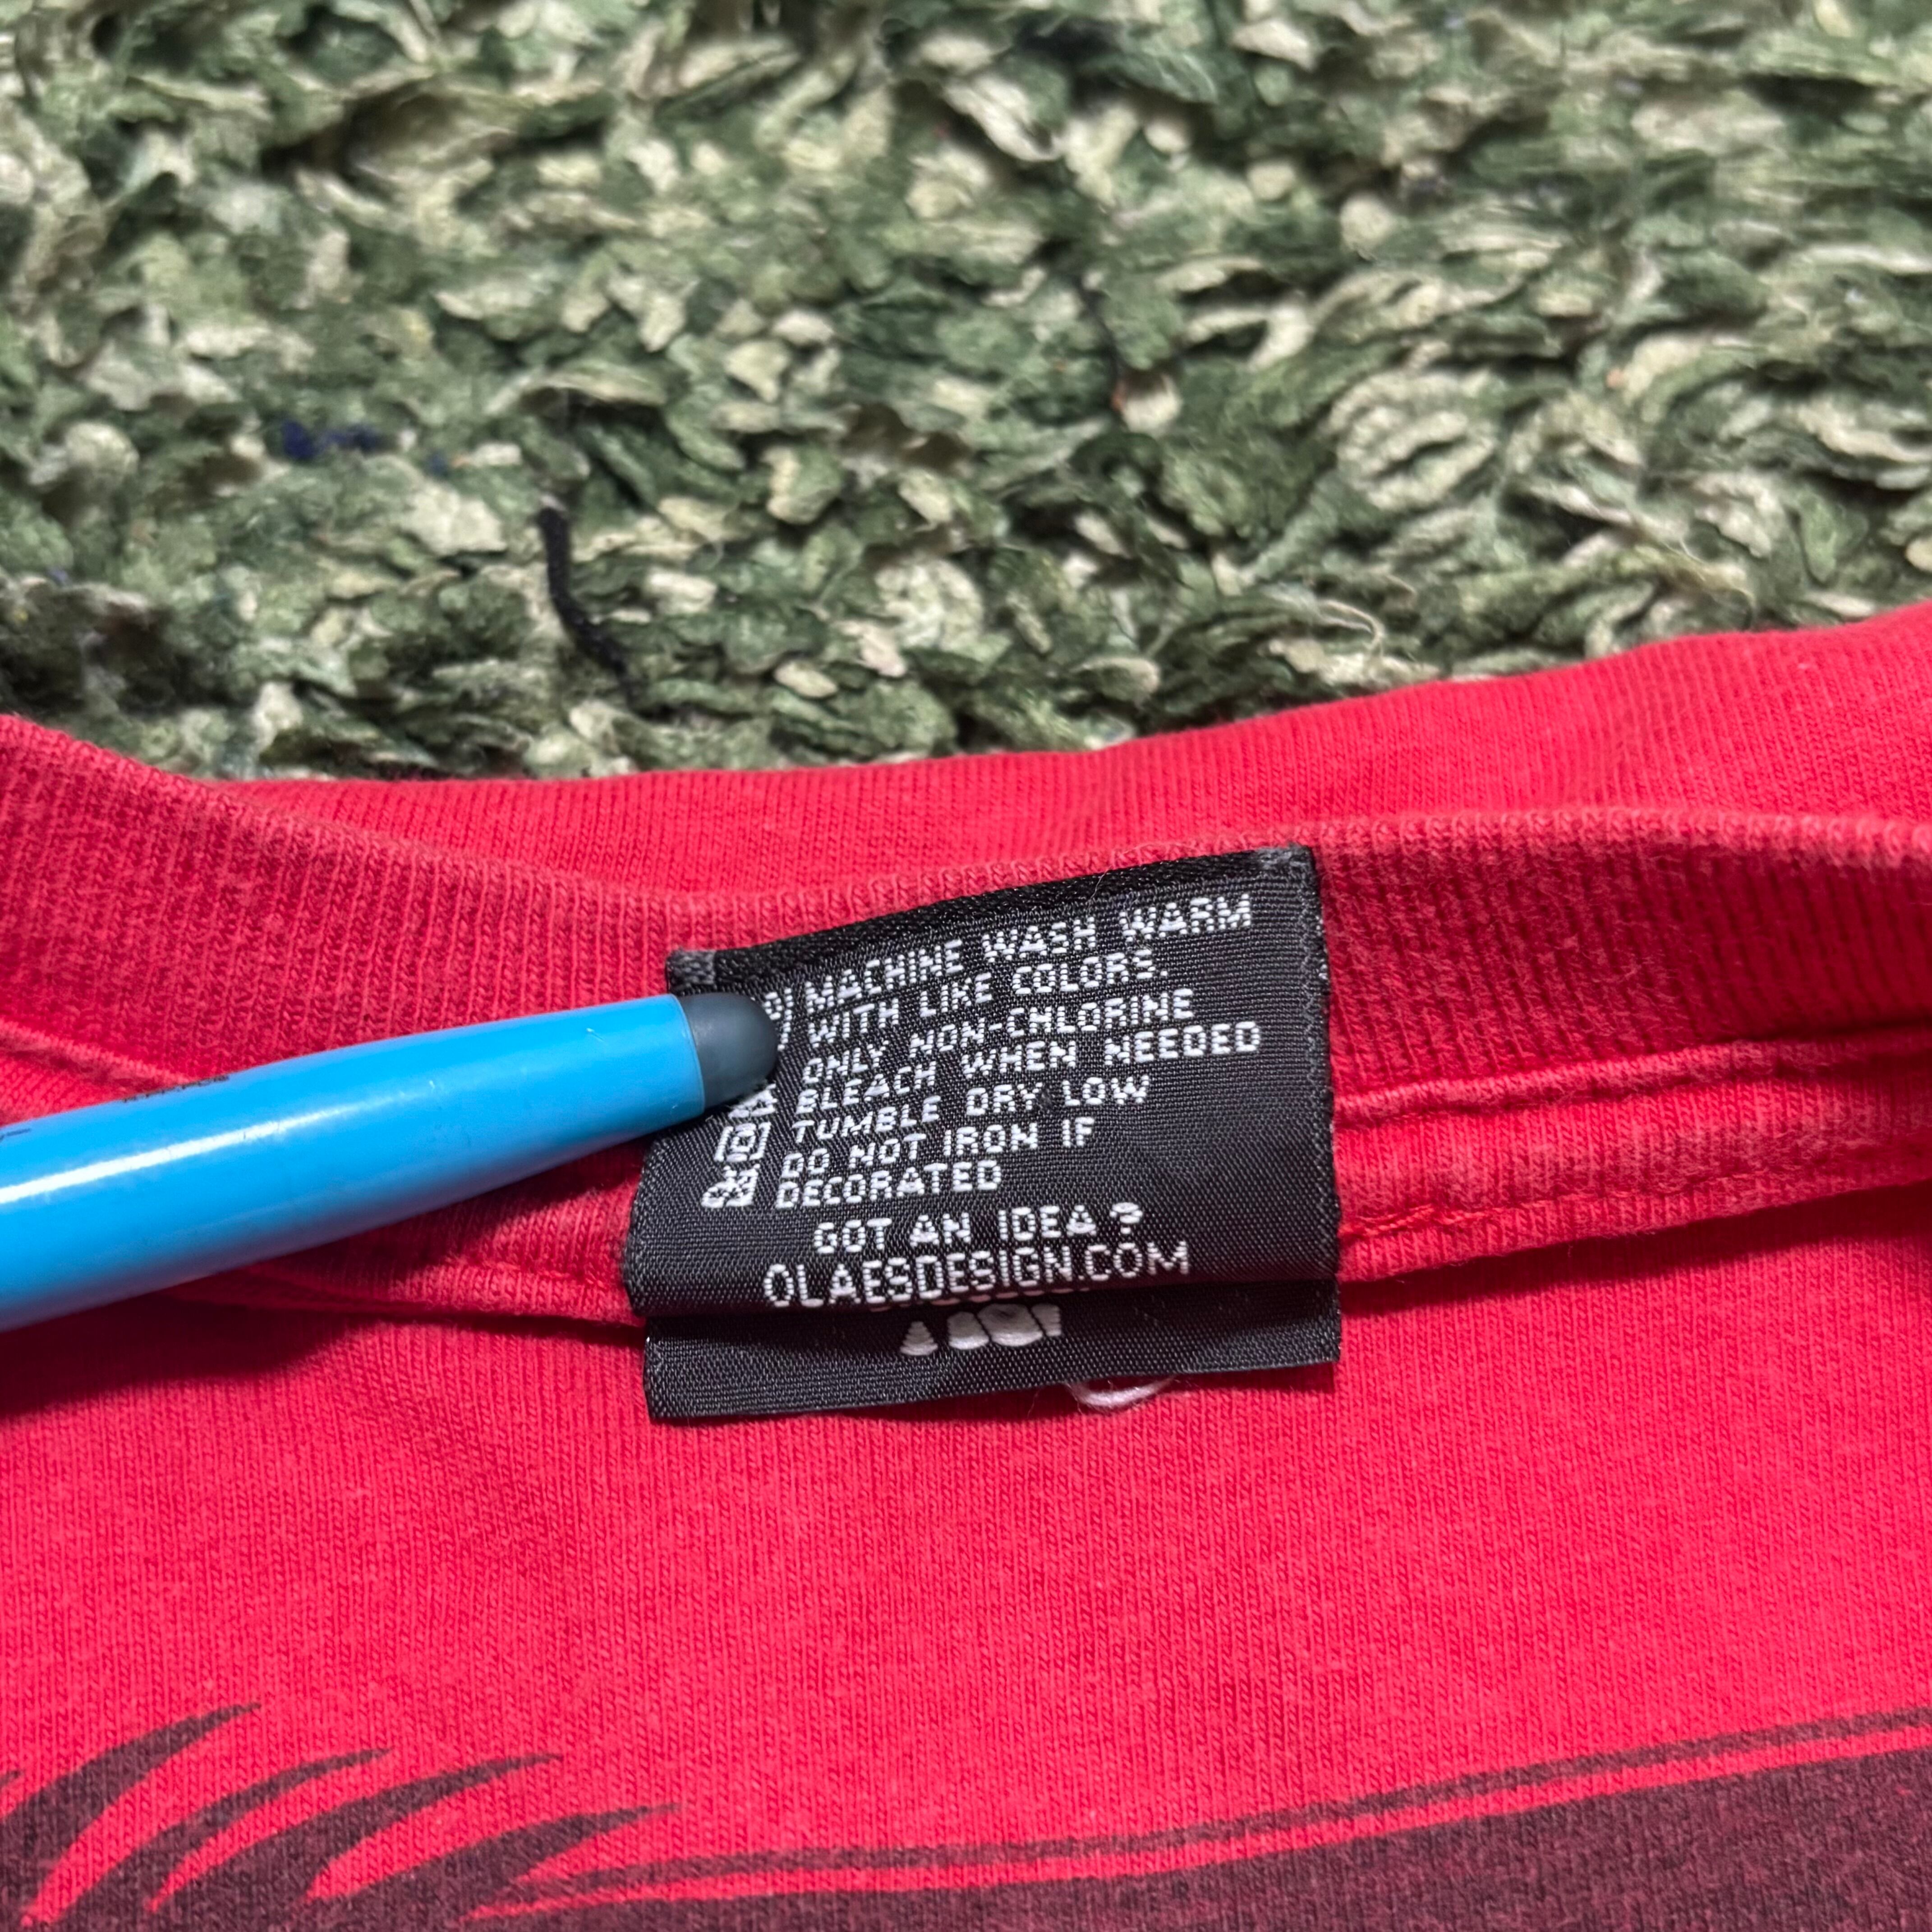 MACHINE WASH WARM
WITH LIKE COLORS.
ONLY NON-CHLORINE
BLEACH WHEN NEEDED
TUMBLE DRY LOW
DO NOT IRON IF
DECORATED
GOT AN IDEA?
OLAESDESIGN.COM